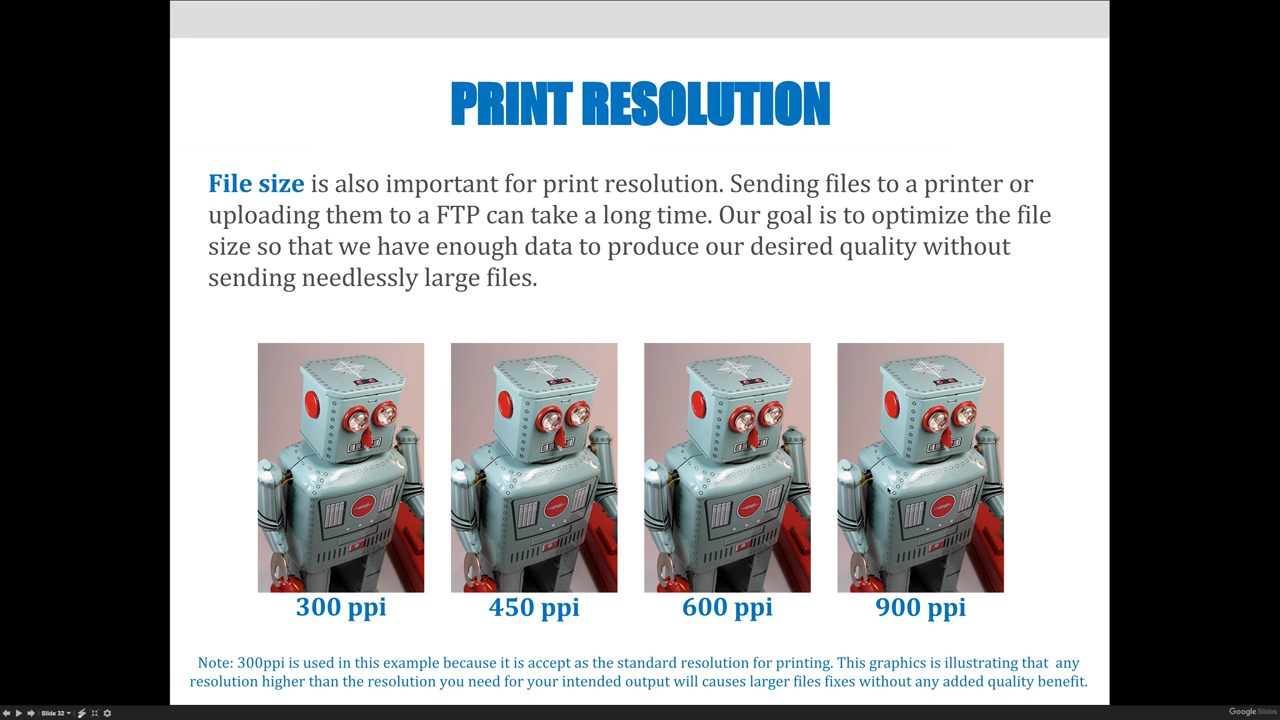 PRINT RESOLUTION
File size is also important for print resolution. Sending files to a printer or
uploading them to a FTP can take a long time. Our goal is to optimize the file
size so that we have enough data to produce our desired quality without
sending needlessly large files.
300 ppi
450 ppi
600 ppi
900 ppi
Note: 300ppi is used in this example because it is accept as the standard resolution for printing. This graphics is illustrating that any
resolution higher than the resolution you need for your intended output will causes larger files fixes without any added quality benefit.
Slide 32
Google Slides